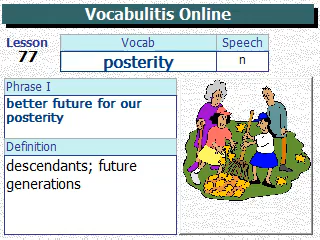 Vocabulitis Online
Lesson
77
Vocab
Speech
posterity
n
Phrase I
better future for our
posterity
Definition
descendants; future
generations